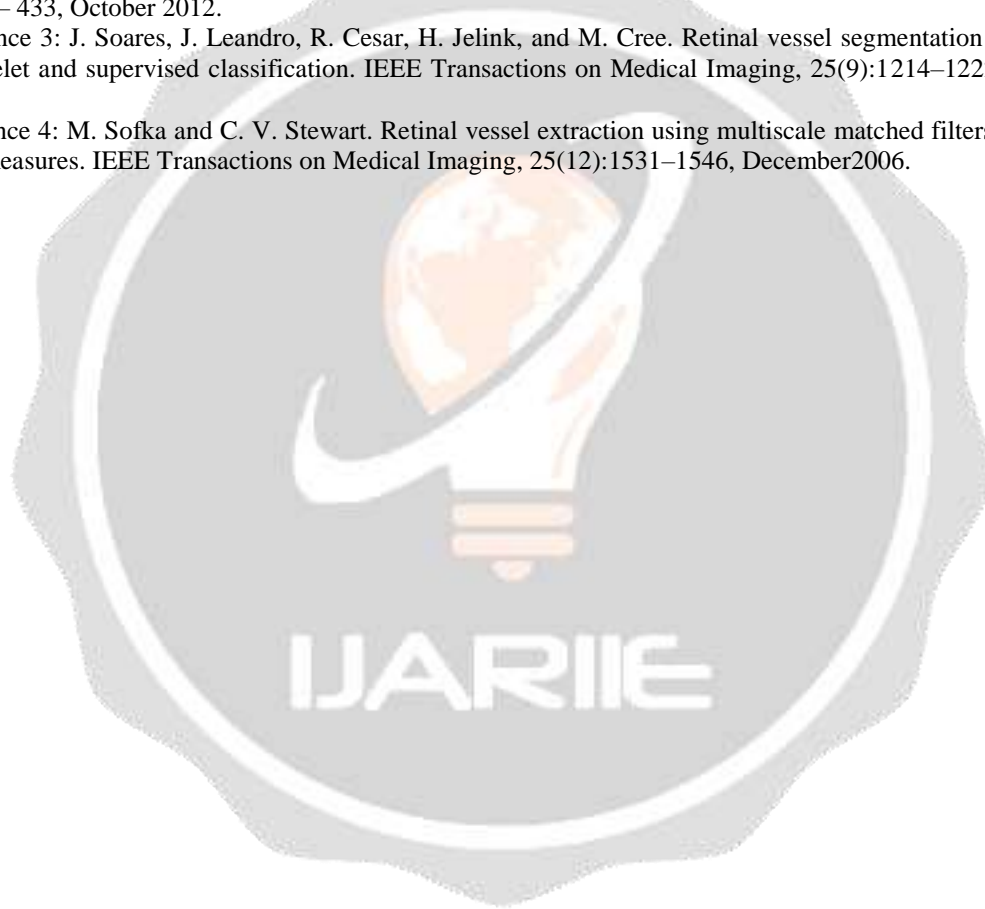 – 433, October 2012.
nce 3: J. Soares, J. Leandro, R. Cesar, H. Jelink, and M. Cree. Retinal vessel segmentation
elet and supervised classification. IEEE Transactions on Medical Imaging, 25(9):1214–122
nce 4: M. Sofka and C. V. Stewart. Retinal vessel extraction using multiscale matched filters
easures. IEEE Transactions on Medical Imaging, 25(12):1531–1546, December2006.
IJARIIE